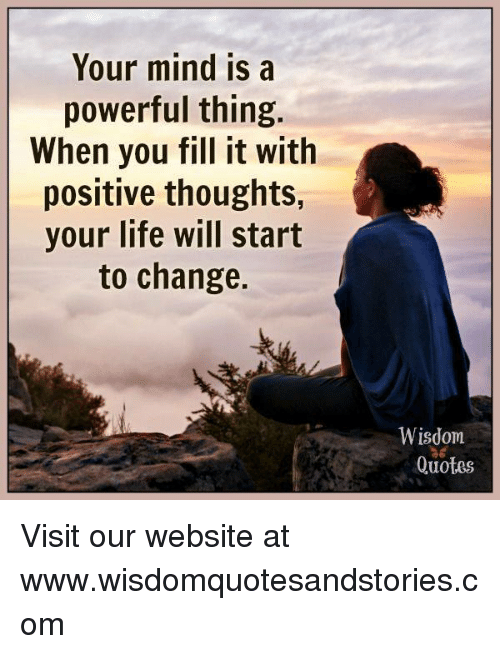 Your mind is a
powerful thing.
When you fill it with
positive thoughts,
your life will start
to change.
Wisdom
Quotes
Visit our website at
www.wisdomquotesandstories.c
om